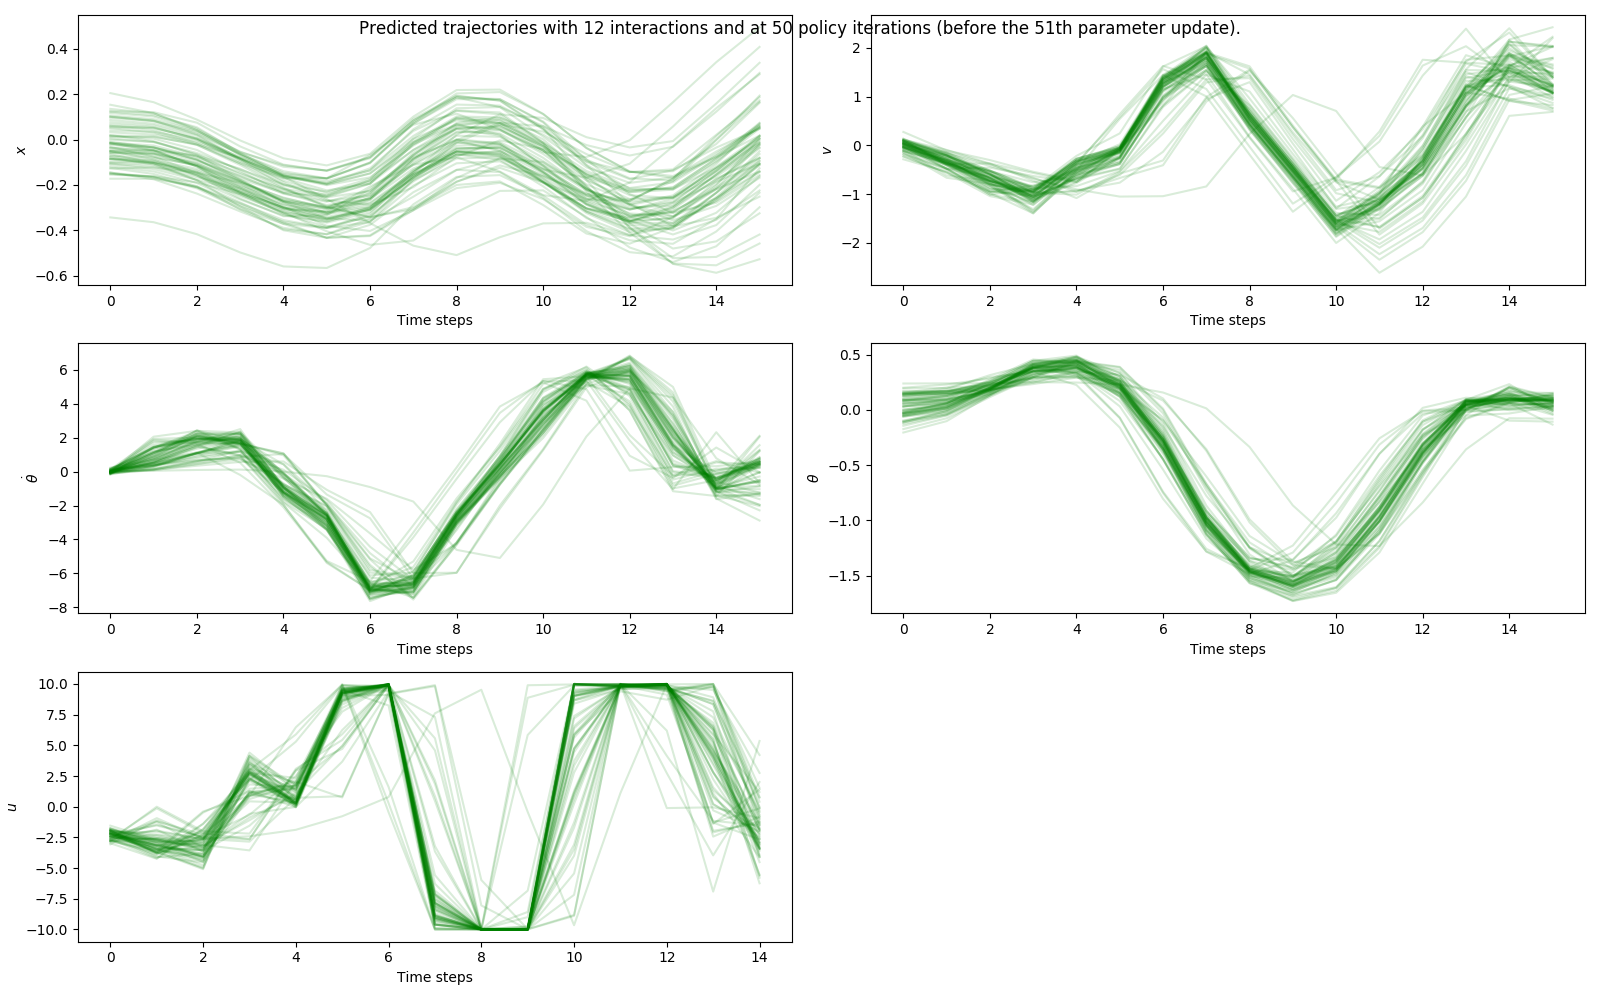 Predicted trajectories with 12 interactions and at 50 policy iterations (before the 51th parameter update).
0.4
0.2
0.0
−0.2
−0.4
−0.6
x
0 2 4 6 8 10 12 14
Time steps
2
1
0
−1
−2
v
0 2 4 6 8 10 12 14
Time steps
6
4
2
0
−2
−4
−6
−8
θ̇
0 2 4 6 8 10 12 14
Time steps
0.5
0.0
−0.5
−1.0
−1.5
θ
0 2 4 6 8 10 12 14
Time steps
10.0
7.5
5.0
2.5
0.0
−2.5
−5.0
−7.5
−10.0
u
0 2 4 6 8 10 12 14
Time steps